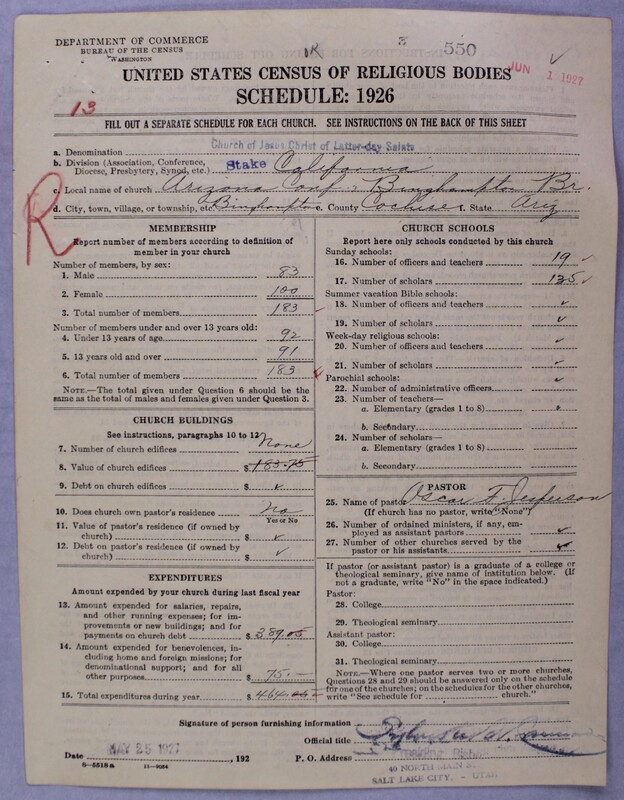 DEPARTMENT OF COMMERCE
BUREAU OF THE CENSUS
WASHINGTON
550
JUN 1 1927
UNITED STATES CENSUS OF RELIGIOUS BODIES
SCHEDULE: 1926
13
FILL OUT A SEPARATE SCHEDULE FOR EACH CHURCH. SEE INSTRUCTIONS ON THE BACK OF THIS SHEET
a. Denomination Church of Jesus Christ of Latter-day Saints
b. Division (Association, Conference, Diocese, Presbytery, Synod, etc.) Stake California
c. Local name of church Arizona Conf, Binghampton Br.
d. City, town, village, or township, etc. Binghampton e. County Cochise f. State Ariz
R
MEMBERSHIP
Report number of members according to definition of
member in your church
Number of members, by sex:
1. Male 83
2. Female 100
3. Total number of members 183
Number of members under and over 13 years old:
4. Under 13 years of age 92
5. 13 years old and over 91
6. Total number of members 183
NOTE.—The total given under Question 6 should be
the same as the total of males and females given under Question 3.
CHURCH BUILDINGS
See instructions, paragraphs 10 to 12
7. Number of church edifices None
8. Value of church edifices $ 183.75
9. Debt on church edifices $ ✓
10. Does church own pastor's residence? No
Yes or No
11. Value of pastor's residence (if owned by
church) $ ✓
12. Debt on pastor's residence (if owned by
church) $ ✓
EXPENDITURES
Amount expended by your church during last fiscal year
13. Amount expended for salaries, repairs,
and other running expenses; for im-
provements or new buildings; and for
payments on church debt $ 389.05
14. Amount expended for benevolences, in-
cluding home and foreign missions; for
denominational support; and for all
other purposes $ 75.—
15. Total expenditures during year $ 464.05
CHURCH SCHOOLS
Report here only schools conducted by this church
Sunday schools:
16. Number of officers and teachers 19
17. Number of scholars 135
Summer vacation Bible schools:
18. Number of officers and teachers ✓
19. Number of scholars ✓
Week-day religious schools:
20. Number of officers and teachers ✓
21. Number of scholars ✓
Parochial schools:
22. Number of administrative officers ✓
23. Number of teachers—
a. Elementary (grades 1 to 8)
b. Secondary
24. Number of scholars—
a. Elementary (grades 1 to 8)
b. Secondary
PASTOR
25. Name of pastor Oscar F. Jesperson
(If church has no pastor, write "None")
26. Number of ordained ministers, if any, em-
ployed as assistant pastors ✓
27. Number of other churches served by the
pastor or his assistants ✓
If pastor (or assistant pastor) is a graduate of a college or
theological seminary, give name of institution below. (If
not a graduate, write "No" in the space indicated.)
Pastor:
28. College
29. Theological seminary
Assistant pastor:
30. College
31. Theological seminary
NOTE.—Where one pastor serves two or more churches,
Questions 28 and 29 should be answered only on the schedule
for one of the churches; on the schedules for the other churches,
write "See schedule for church."
Signature of person furnishing information
Official title
Presiding Bishop
Date MAY 25 1927, 192 P. O. Address 40 NORTH MAIN ST.
8-5518a 11-9064
SALT LAKE CITY, - UTAH